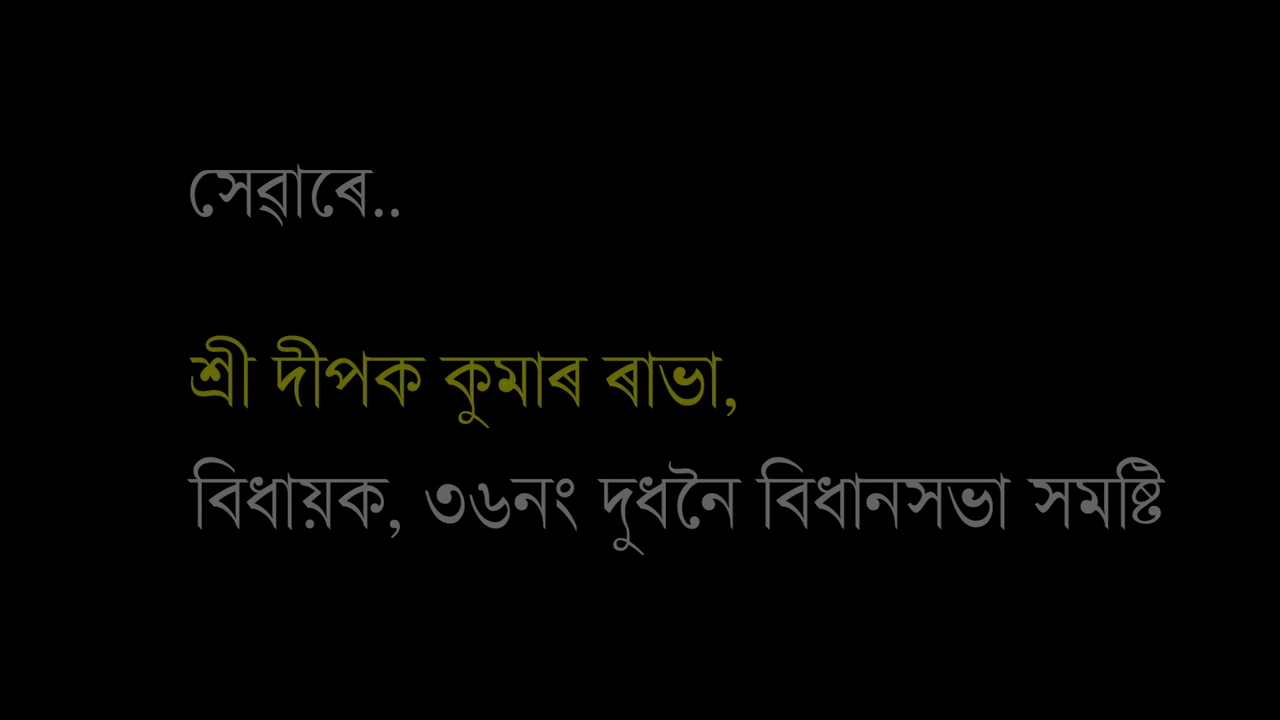 সেৱাৰে..
শ্ৰী দীপক কুমাৰ ৰাভা,
বিধায়ক, ৩৬নং দুধনৈ বিধানসভা সমষ্টি